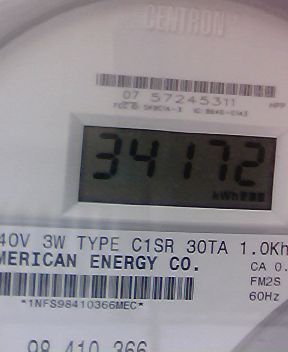 CENTRON
07 57245311
HPP
34172
kWh
40V 3W TYPE C1SR 30TA 1.0Kh
MERICAN ENERGY CO.
CA 0.
FM2S
60Hz
*1NFS98410366MEC*
98 410 366